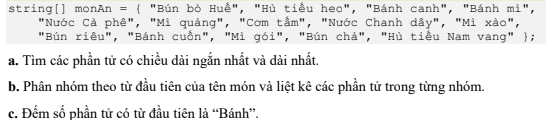 string[] monAn = { "Bún bò Huế", "Hủ tiếu heo", "Bánh canh", "Bánh mì",
"Nước Cà phê", "Mì quảng", "Cơm tấm", "Nước Chanh dây", "Mì xào",
"Bún riêu", "Bánh cuốn", "Mì gói", "Bún chả", "Hủ tiếu Nam vang" };
a. Tìm các phần tử có chiều dài ngắn nhất và dài nhất.
b. Phân nhóm theo từ đầu tiên của tên món và liệt kê các phần tử trong từng nhóm.
c. Đếm số phần tử có từ đầu tiên là “Bánh”.